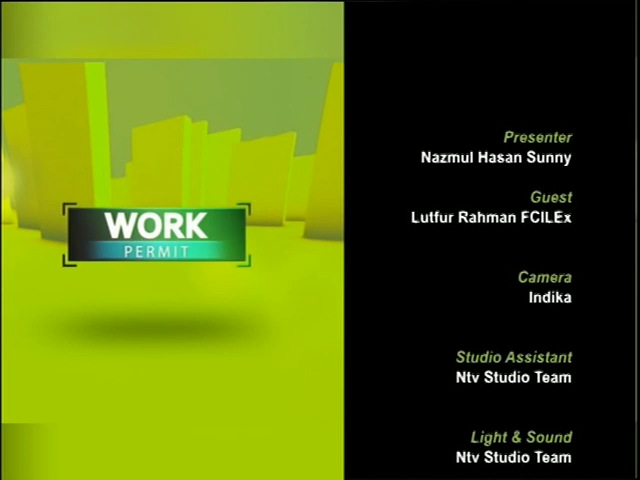 WORK
PERMIT
Presenter
Nazmul Hasan Sunny
Guest
Lutfur Rahman FCILEx
Camera
Indika
Studio Assistant
Ntv Studio Team
Light & Sound
Ntv Studio Team